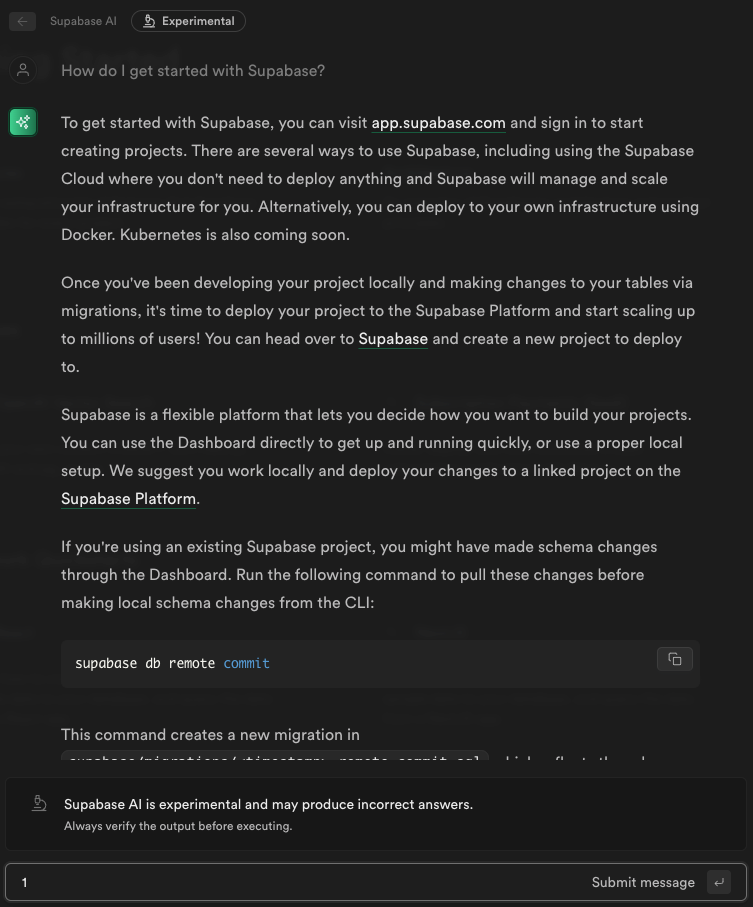 Supabase AI Experimental
How do I get started with Supabase?
To get started with Supabase, you can visit app.supabase.com and sign in to start
creating projects. There are several ways to use Supabase, including using the Supabase
Cloud where you don't need to deploy anything and Supabase will manage and scale
your infrastructure for you. Alternatively, you can deploy to your own infrastructure using
Docker. Kubernetes is also coming soon.
Once you've been developing your project locally and making changes to your tables via
migrations, it's time to deploy your project to the Supabase Platform and start scaling up
to millions of users! You can head over to Supabase and create a new project to deploy
to.
Supabase is a flexible platform that lets you decide how you want to build your projects.
You can use the Dashboard directly to get up and running quickly, or use a proper local
setup. We suggest you work locally and deploy your changes to a linked project on the
Supabase Platform.
If you're using an existing Supabase project, you might have made schema changes
through the Dashboard. Run the following command to pull these changes before
making local schema changes from the CLI:
supabase db remote commit
This command creates a new migration in
Supabase AI is experimental and may produce incorrect answers.
Always verify the output before executing.
1 Submit message